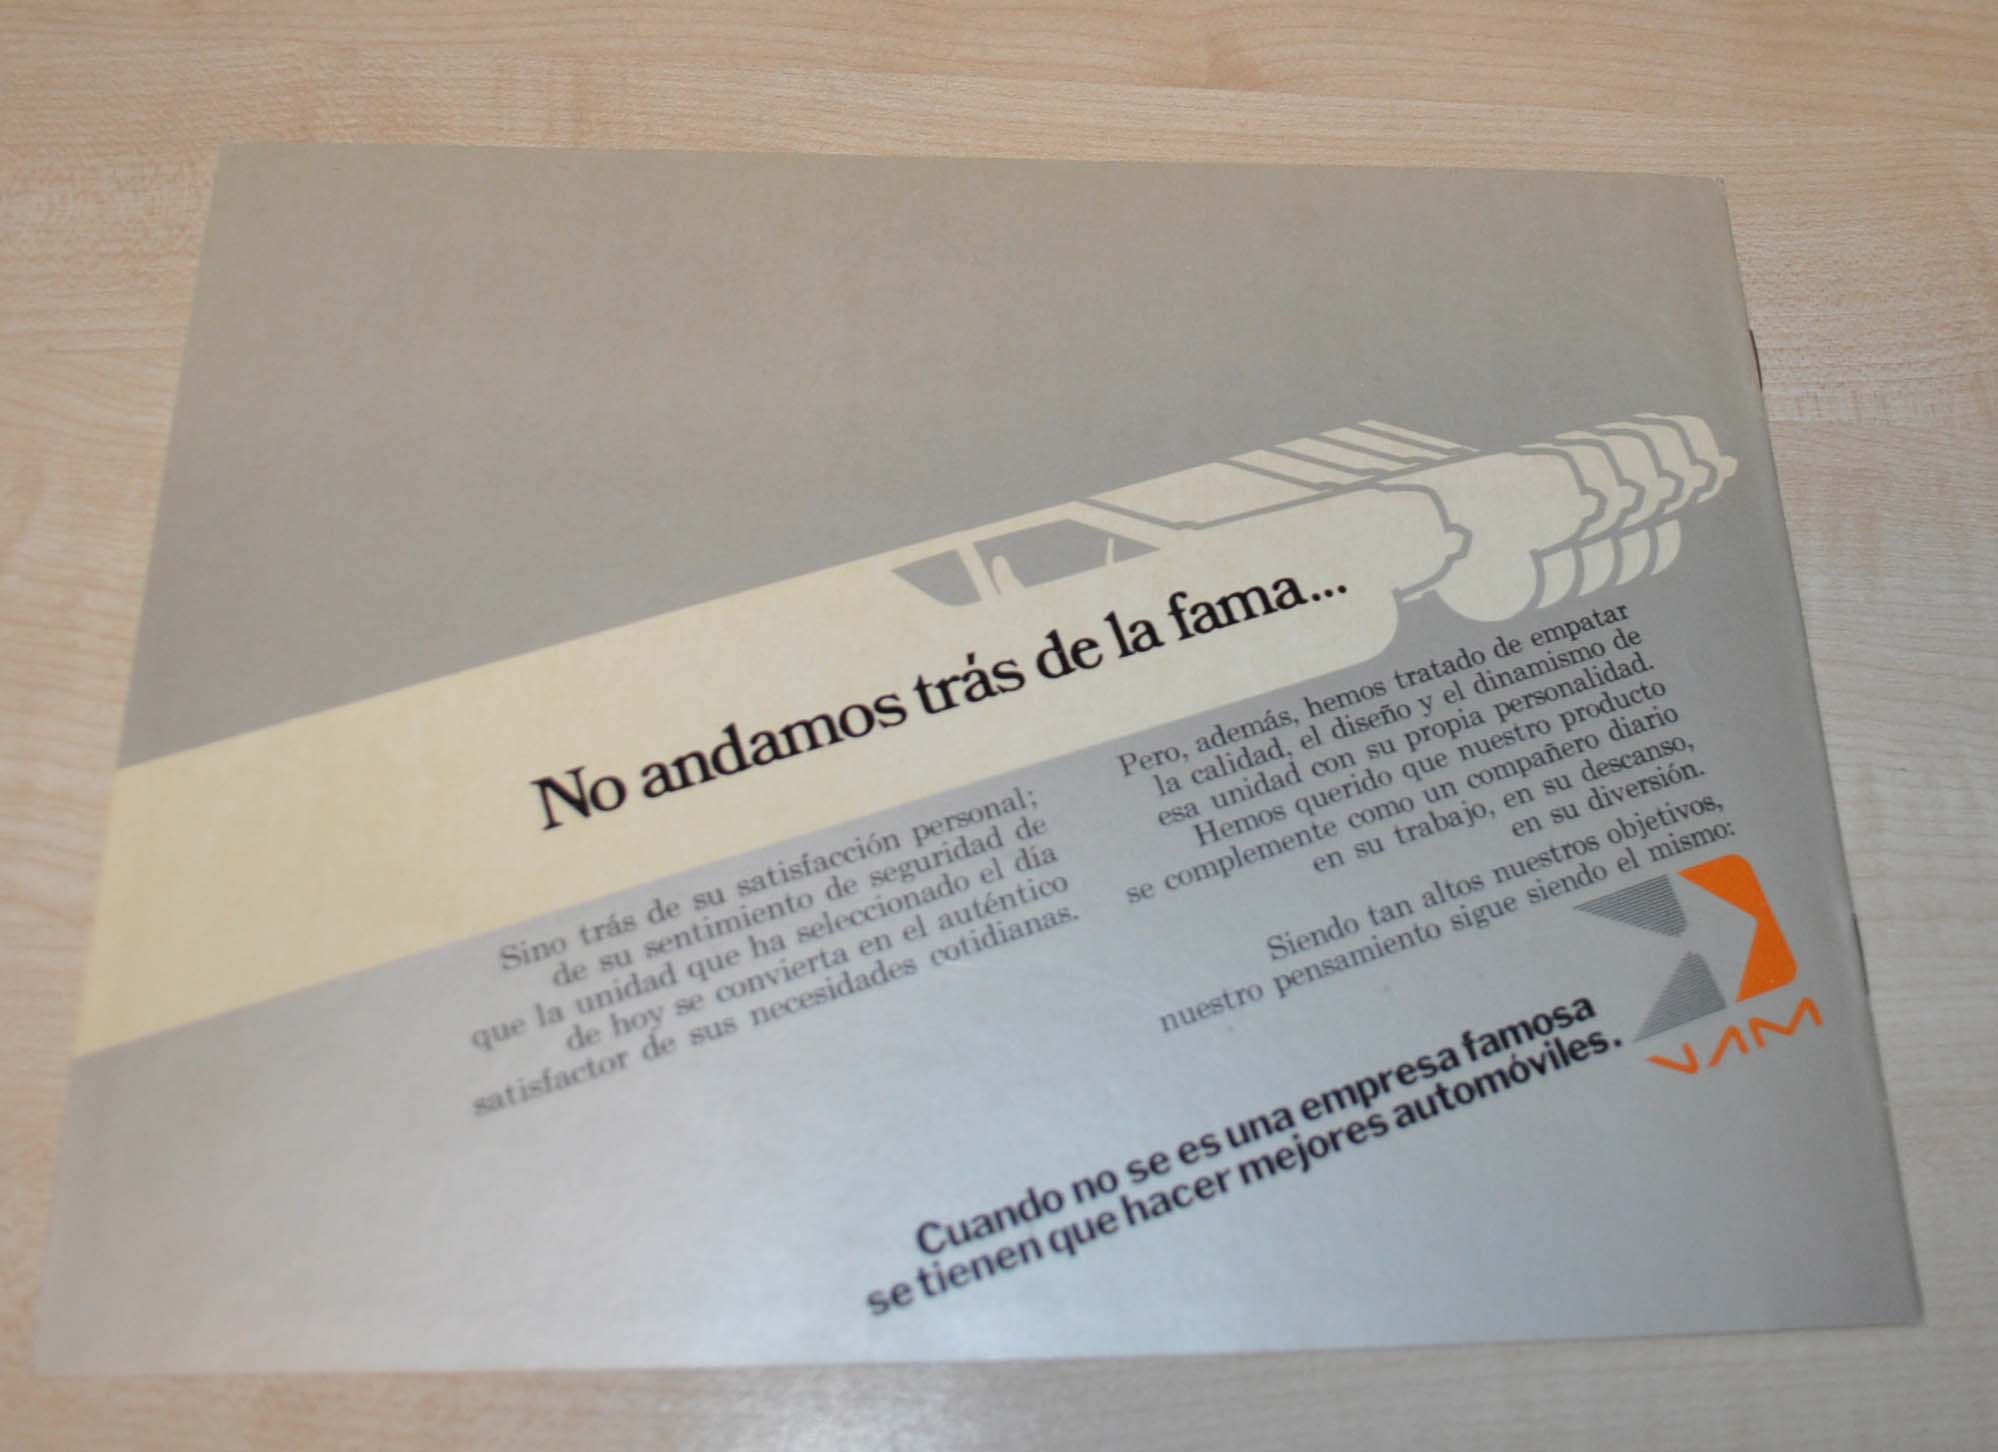 No andamos trás de la fama...
Sino trás de su satisfacción personal;
de su sentimiento de seguridad de
que la unidad que ha seleccionado el día
de hoy se convierta en el auténtico
satisfactor de sus necesidades cotidianas.
Pero, además, hemos tratado de empatar
la calidad, el diseño y el dinamismo de
esa unidad con su propia personalidad.
Hemos querido que nuestro producto
se complemente como un compañero diario
en su trabajo, en su descanso,
en su diversión.
Siendo tan altos nuestros objetivos,
nuestro pensamiento sigue siendo el mismo:
Cuando no se es una empresa famosa
se tienen que hacer mejores automóviles.
VAM